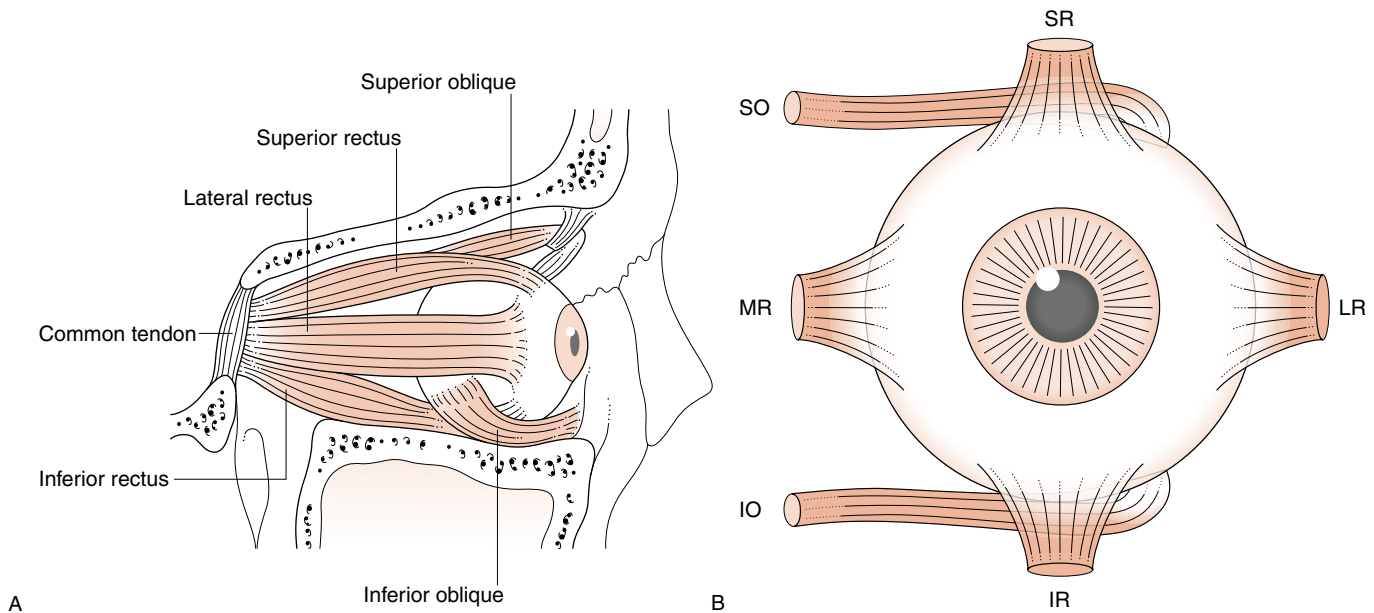 Superior oblique
Superior rectus
Lateral rectus
Common tendon
Inferior rectus
Inferior oblique
A
SR
SO
MR
LR
IO
IR
B